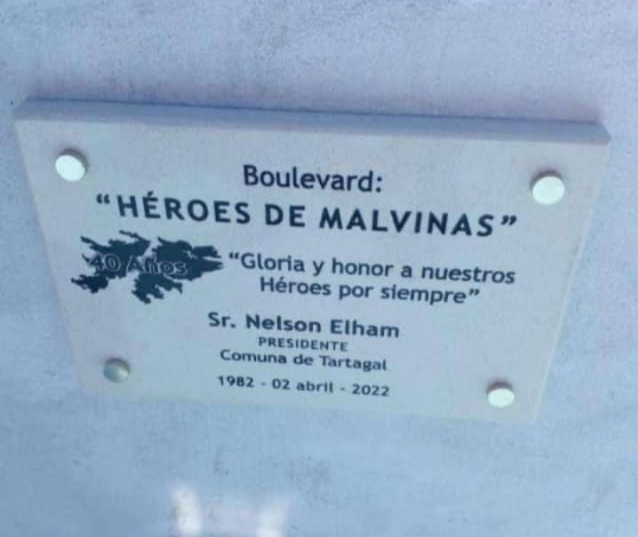 Boulevard:
“HÉROES DE MALVINAS”
40 Años
“Gloria y honor a nuestros
Héroes por siempre”
Sr. Nelson Elham
PRESIDENTE
Comuna de Tartagal
1982 - 02 abril - 2022